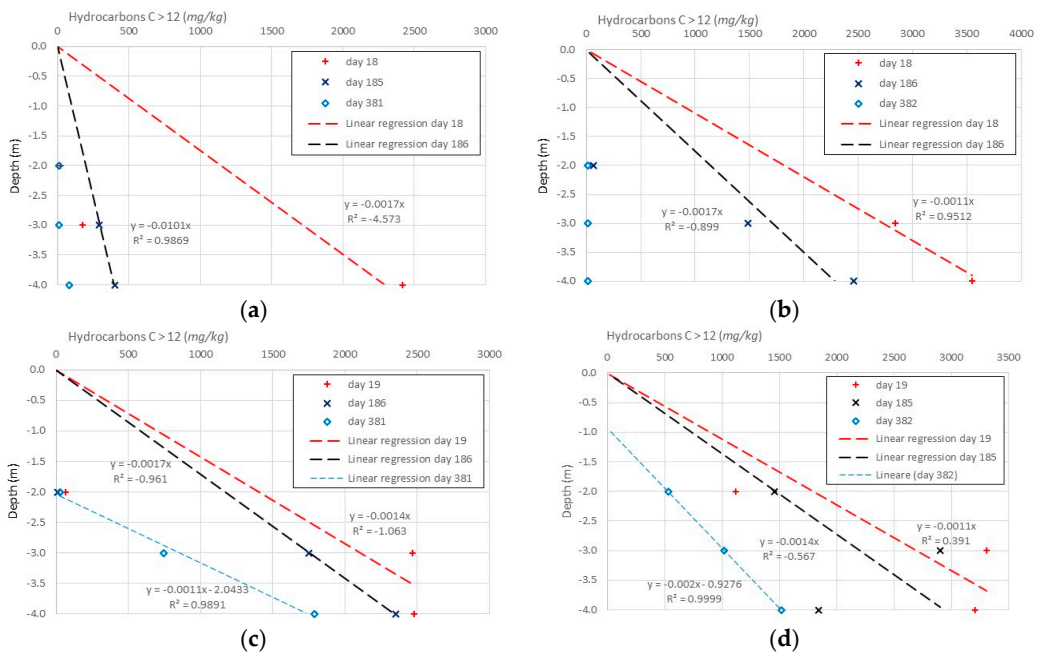 Hydrocarbons C > 12 (mg/kg)
0 500 1000 1500 2000 2500 3000
0.0
-0.5
-1.0
-1.5
-2.0
-2.5
-3.0
-3.5
-4.0
Depth (m)
day 18
day 185
day 381
Linear regression day 18
Linear regression day 186
y = -0.0017x
R² = -4.573
y = -0.0101x
R² = 0.9869
(a)
Hydrocarbons C > 12 (mg/kg)
0 500 1000 1500 2000 2500 3000 3500 4000
0.0
-0.5
-1.0
-1.5
-2.0
-2.5
-3.0
-3.5
-4.0
Depth (m)
day 18
day 186
day 382
Linear regression day 18
Linear regression day 186
y = -0.0011x
R² = 0.9512
y = -0.0017x
R² = -0.899
(b)
Hydrocarbons C > 12 (mg/kg)
0 500 1000 1500 2000 2500 3000
0.0
-0.5
-1.0
-1.5
-2.0
-2.5
-3.0
-3.5
-4.0
Depth (m)
day 19
day 186
day 381
Linear regression day 19
Linear regression day 186
Linear regression day 381
y = -0.0017x
R² = -0.961
y = -0.0014x
R² = -1.063
y = -0.0011x - 2.0433
R² = 0.9891
(c)
Hydrocarbons C > 12 (mg/kg)
0 500 1000 1500 2000 2500 3000 3500
0.0
-0.5
-1.0
-1.5
-2.0
-2.5
-3.0
-3.5
-4.0
Depth (m)
day 19
day 185
day 382
Linear regression day 19
Linear regression day 185
Lineare (day 382)
y = -0.0011x
R² = 0.391
y = -0.0014x
R² = -0.567
y = -0.002x - 0.9276
R² = 0.9999
(d)